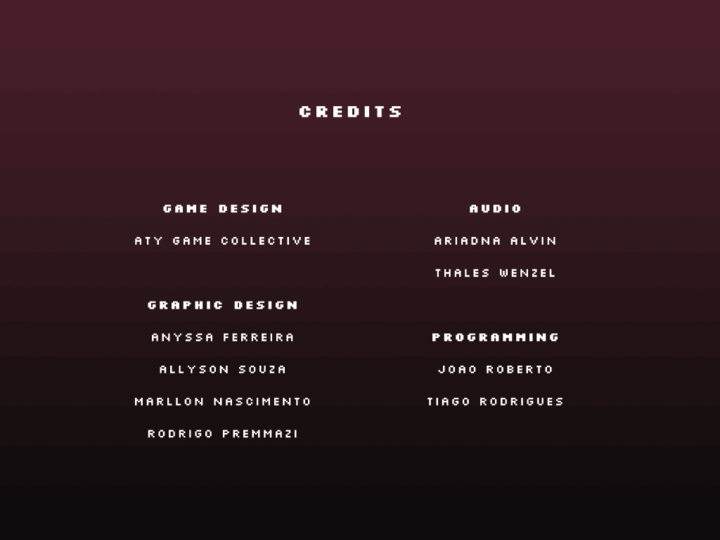 CREDITS
GAME DESIGN
ATY GAME COLLECTIVE
GRAPHIC DESIGN
ANYSSA FERREIRA
ALLYSON SOUZA
MARLLON NASCIMENTO
RODRIGO PREMMAZI
AUDIO
ARIADNA ALVIN
THALES WENZEL
PROGRAMMING
JOAO ROBERTO
TIAGO RODRIGUES